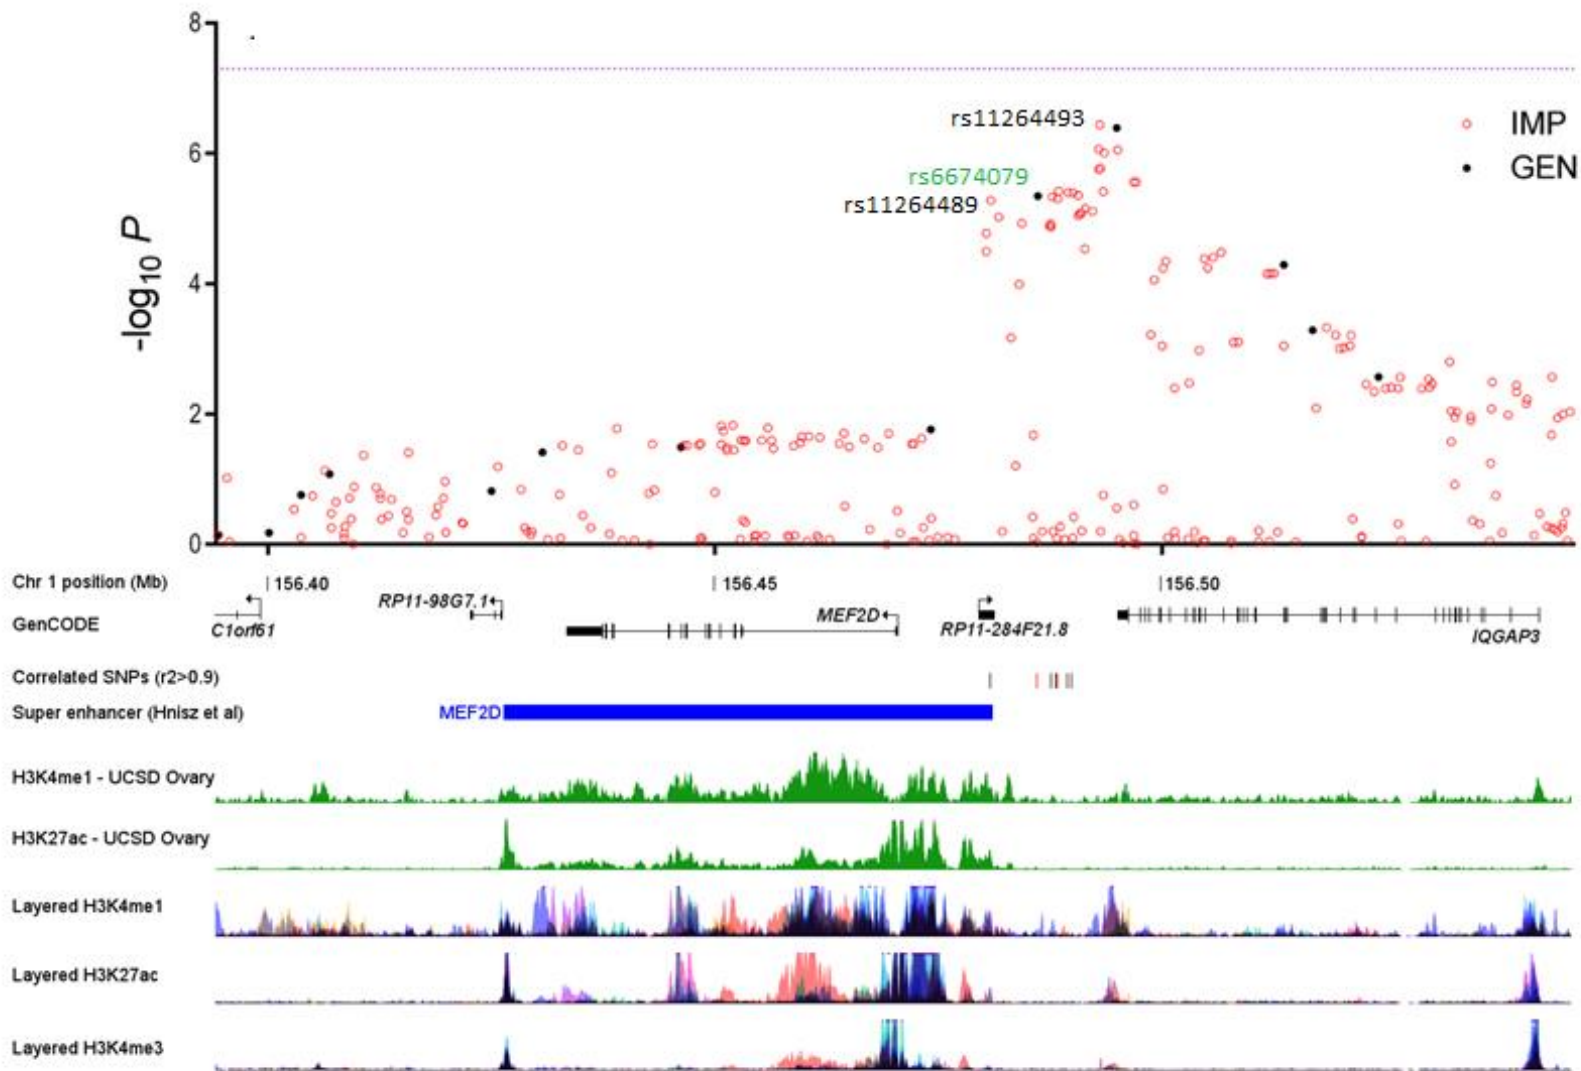 8
6
4
2
0
-log10 P
rs11264493
rs6674079
rs11264489
IMP
GEN
Chr 1 position (Mb)
156.40
156.45
156.50
GenCODE
C1orf61
RP11-98G7.1
MEF2D
RP11-284F21.8
IQGAP3
Correlated SNPs (r2>0.9)
Super enhancer (Hnisz et al)
MEF2D
H3K4me1 - UCSD Ovary
H3K27ac - UCSD Ovary
Layered H3K4me1
Layered H3K27ac
Layered H3K4me3